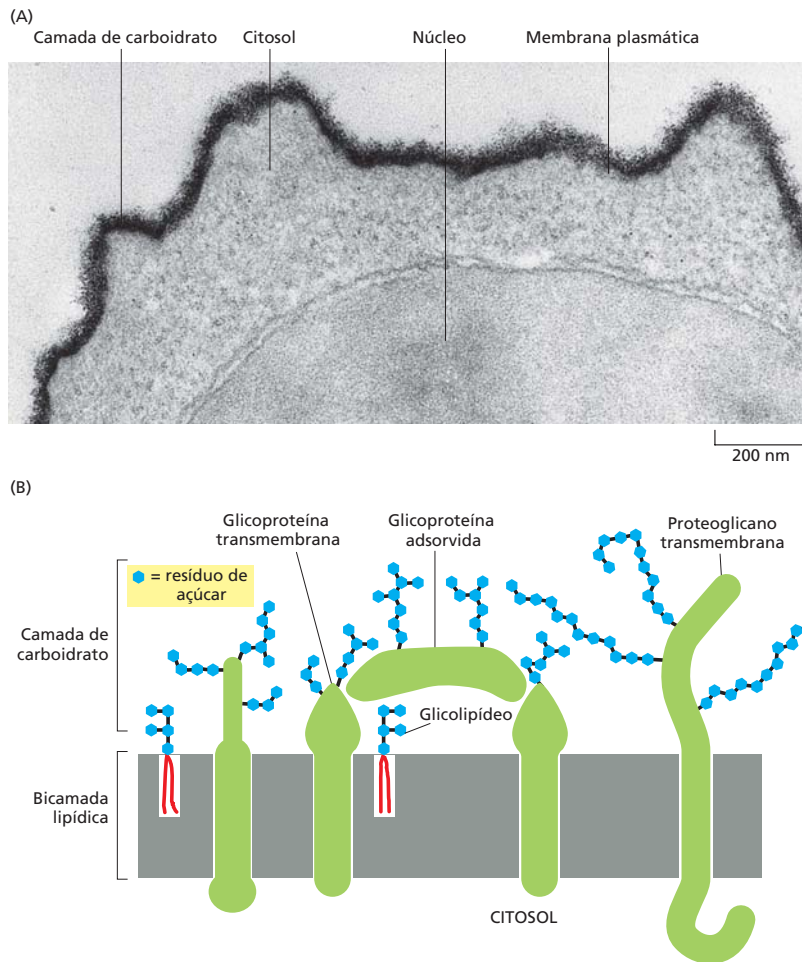 (A)
Camada de carboidrato
Citosol
Núcleo
Membrana plasmática
200 nm
(B)
Glicoproteína
transmembrana
Glicoproteína
adsorvida
Proteoglicano
transmembrana
= resíduo de
açúcar
Camada de
carboidrato
Glicolipídeo
Bicamada
lipídica
CITOSOL